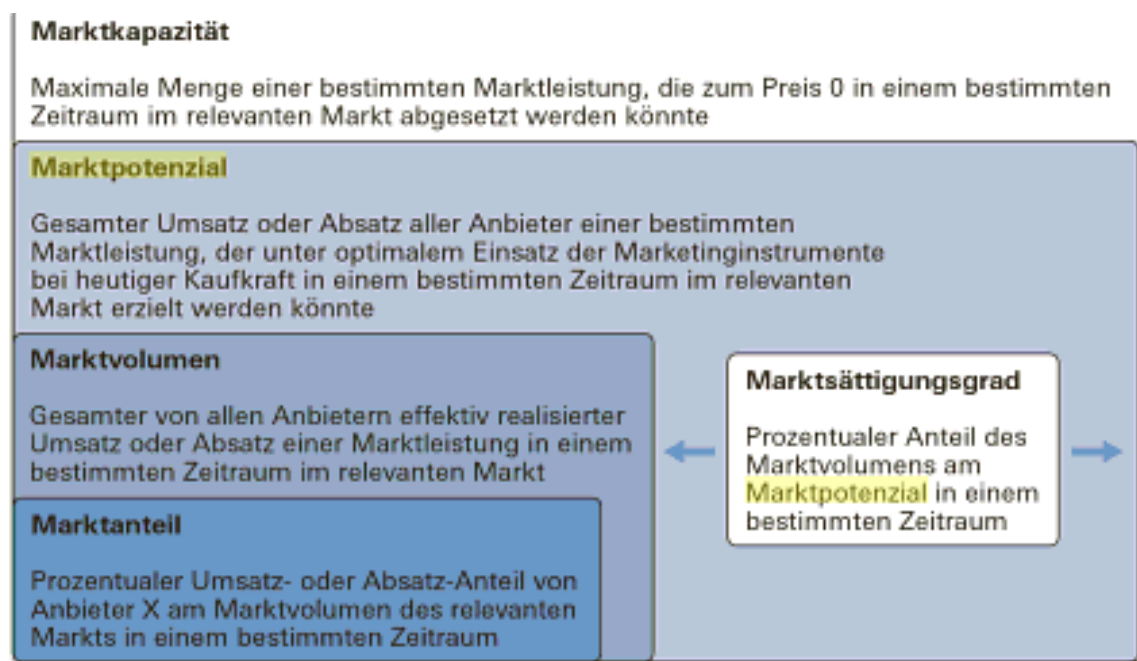 Marktkapazität
Maximale Menge einer bestimmten Marktleistung, die zum Preis 0 in einem bestimmten
Zeitraum im relevanten Markt abgesetzt werden könnte
Marktpotenzial
Gesamter Umsatz oder Absatz aller Anbieter einer bestimmten
Marktleistung, der unter optimalem Einsatz der Marketinginstrumente
bei heutiger Kaufkraft in einem bestimmten Zeitraum im relevanten
Markt erzielt werden könnte
Marktvolumen
Gesamter von allen Anbietern effektiv realisierter
Umsatz oder Absatz einer Marktleistung in einem
bestimmten Zeitraum im relevanten Markt
Marktsättigungsgrad
Prozentualer Anteil des
Marktvolumens am
Marktpotenzial in einem
bestimmten Zeitraum
Marktanteil
Prozentualer Umsatz- oder Absatz-Anteil von
Anbieter X am Marktvolumen des relevanten
Markts in einem bestimmten Zeitraum